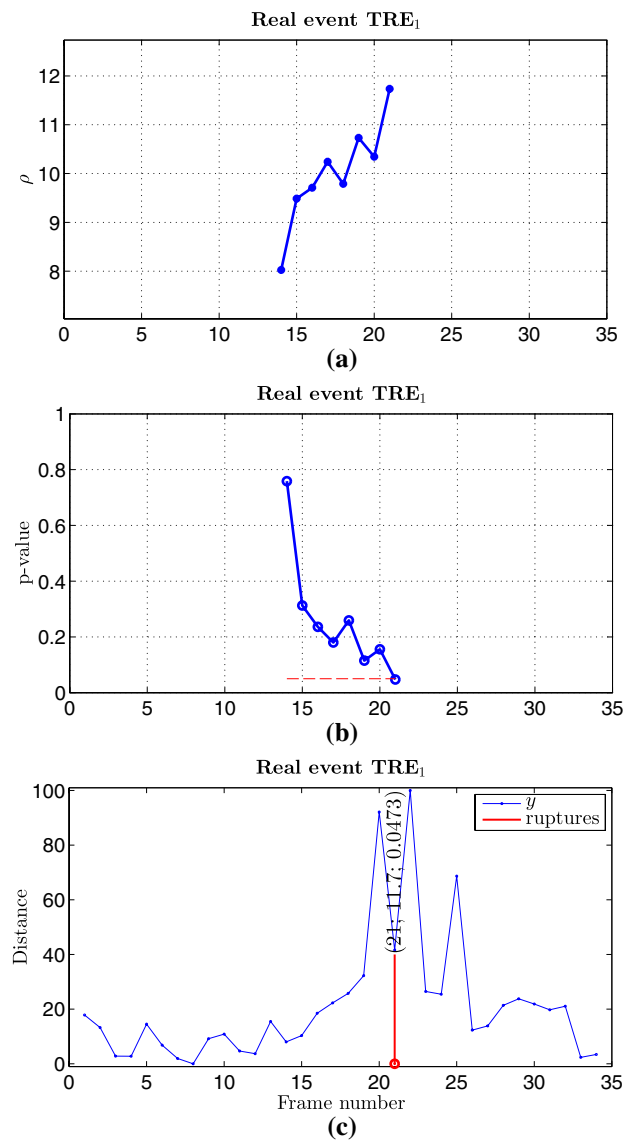 Real event TRE₁
12
11
10
9
8
ρ
0 5 10 15 20 25 30 35
(a)
Real event TRE₁
1
0.8
0.6
0.4
0.2
0
p-value
0 5 10 15 20 25 30 35
(b)
Real event TRE₁
100
80
60
40
20
0
Distance
y
ruptures
(21; 11.7; 0.0473)
0 5 10 15 20 25 30 35
Frame number
(c)